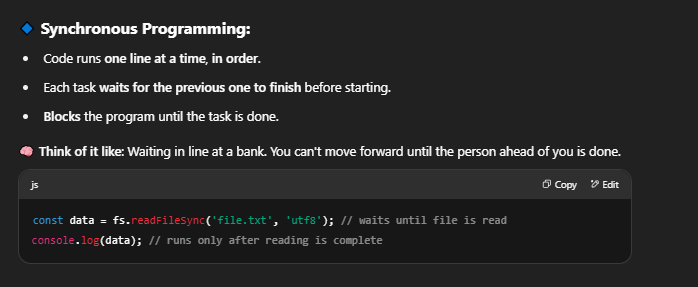 🔹 Synchronous Programming:
• Code runs one line at a time, in order.
• Each task waits for the previous one to finish before starting.
• Blocks the program until the task is done.
🧠 Think of it like: Waiting in line at a bank. You can't move forward until the person ahead of you is done.
js Copy Edit
const data = fs.readFileSync('file.txt', 'utf8'); // waits until file is read
console.log(data); // runs only after reading is complete